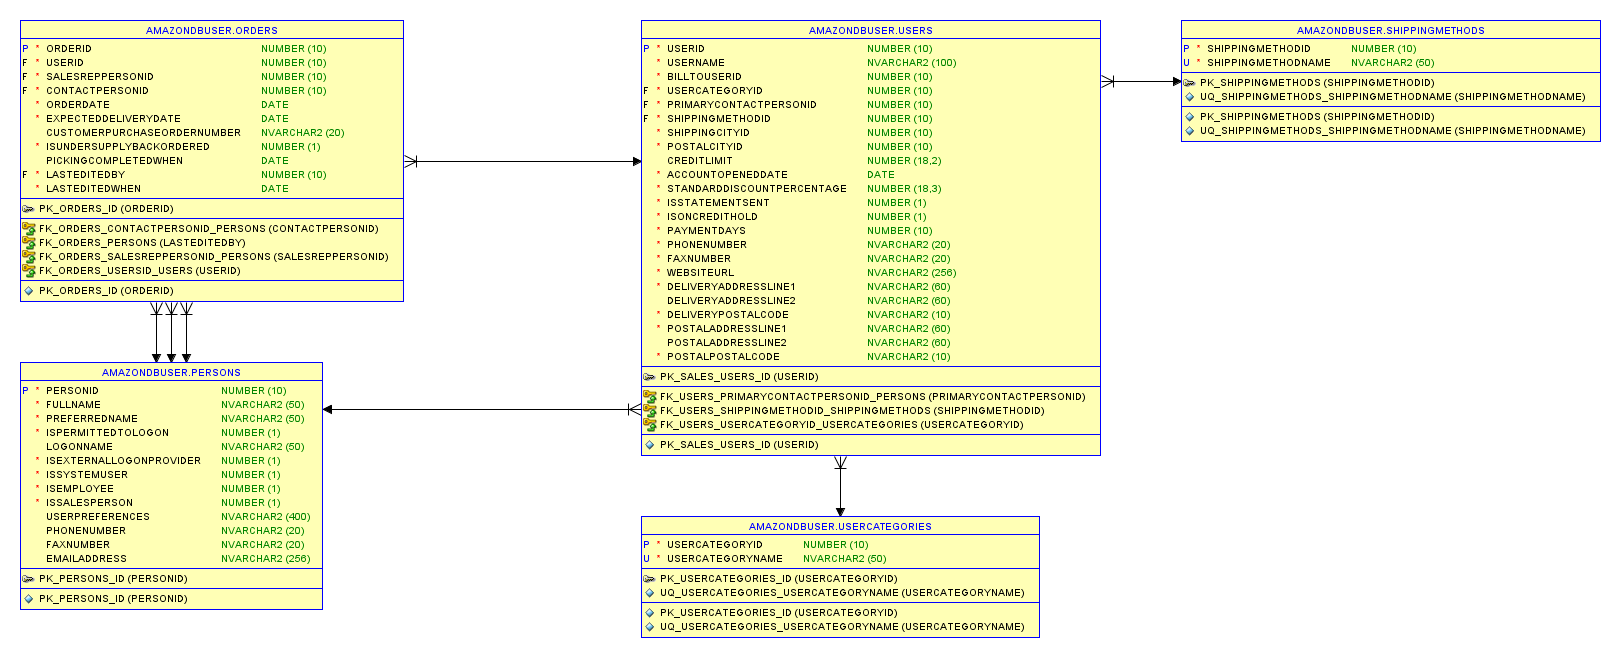 AMAZONDBUSER.ORDERS
P * ORDERID NUMBER (10)
F * USERID NUMBER (10)
F * SALESREPPERSONID NUMBER (10)
F * CONTACTPERSONID NUMBER (10)
* ORDERDATE DATE
* EXPECTEDDELIVERYDATE DATE
CUSTOMERPURCHASEORDERNUMBER NVARCHAR2 (20)
* ISUNDERSUPPLYBACKORDERED NUMBER (1)
PICKINGCOMPLETEDWHEN DATE
F * LASTEDITEDBY NUMBER (10)
* LASTEDITEDWHEN DATE
PK_ORDERS_ID (ORDERID)
FK_ORDERS_CONTACTPERSONID_PERSONS (CONTACTPERSONID)
FK_ORDERS_PERSONS (LASTEDITEDBY)
FK_ORDERS_SALESREPPERSONID_PERSONS (SALESREPPERSONID)
FK_ORDERS_USERSID_USERS (USERID)
PK_ORDERS_ID (ORDERID)
AMAZONDBUSER.USERS
P * USERID NUMBER (10)
* USERNAME NVARCHAR2 (100)
* BILLTOUSERID NUMBER (10)
F * USERCATEGORYID NUMBER (10)
F * PRIMARYCONTACTPERSONID NUMBER (10)
F * SHIPPINGMETHODID NUMBER (10)
* SHIPPINGCITYID NUMBER (10)
* POSTALCITYID NUMBER (10)
CREDITLIMIT NUMBER (18,2)
* ACCOUNTOPENEDDATE DATE
* STANDARDDISCOUNTPERCENTAGE NUMBER (18,3)
* ISSTATEMENTSENT NUMBER (1)
* ISONCREDITHOLD NUMBER (1)
* PAYMENTDAYS NUMBER (10)
* PHONENUMBER NVARCHAR2 (20)
* FAXNUMBER NVARCHAR2 (20)
* WEBSITEURL NVARCHAR2 (256)
* DELIVERYADDRESSLINE1 NVARCHAR2 (60)
DELIVERYADDRESSLINE2 NVARCHAR2 (60)
* DELIVERYPOSTALCODE NVARCHAR2 (10)
* POSTALADDRESSLINE1 NVARCHAR2 (60)
POSTALADDRESSLINE2 NVARCHAR2 (60)
* POSTALPOSTALCODE NVARCHAR2 (10)
PK_SALES_USERS_ID (USERID)
FK_USERS_PRIMARYCONTACTPERSONID_PERSONS (PRIMARYCONTACTPERSONID)
FK_USERS_SHIPPINGMETHODID_SHIPPINGMETHODS (SHIPPINGMETHODID)
FK_USERS_USERCATEGORYID_USERCATEGORIES (USERCATEGORYID)
PK_SALES_USERS_ID (USERID)
AMAZONDBUSER.SHIPPINGMETHODS
P * SHIPPINGMETHODID NUMBER (10)
U * SHIPPINGMETHODNAME NVARCHAR2 (50)
PK_SHIPPINGMETHODS (SHIPPINGMETHODID)
UQ_SHIPPINGMETHODS_SHIPPINGMETHODNAME (SHIPPINGMETHODNAME)
PK_SHIPPINGMETHODS (SHIPPINGMETHODID)
UQ_SHIPPINGMETHODS_SHIPPINGMETHODNAME (SHIPPINGMETHODNAME)
AMAZONDBUSER.PERSONS
P * PERSONID NUMBER (10)
* FULLNAME NVARCHAR2 (50)
* PREFERREDNAME NVARCHAR2 (50)
* ISPERMITTEDTOLOGON NUMBER (1)
LOGONNAME NVARCHAR2 (50)
* ISEXTERNALLOGONPROVIDER NUMBER (1)
* ISSYSTEMUSER NUMBER (1)
* ISEMPLOYEE NUMBER (1)
* ISSALESPERSON NUMBER (1)
USERPREFERENCES NVARCHAR2 (400)
PHONENUMBER NVARCHAR2 (20)
FAXNUMBER NVARCHAR2 (20)
EMAILADDRESS NVARCHAR2 (256)
PK_PERSONS_ID (PERSONID)
PK_PERSONS_ID (PERSONID)
AMAZONDBUSER.USERCATEGORIES
P * USERCATEGORYID NUMBER (10)
U * USERCATEGORYNAME NVARCHAR2 (50)
PK_USERCATEGORIES_ID (USERCATEGORYID)
UQ_USERCATEGORIES_USERCATEGORYNAME (USERCATEGORYNAME)
PK_USERCATEGORIES_ID (USERCATEGORYID)
UQ_USERCATEGORIES_USERCATEGORYNAME (USERCATEGORYNAME)